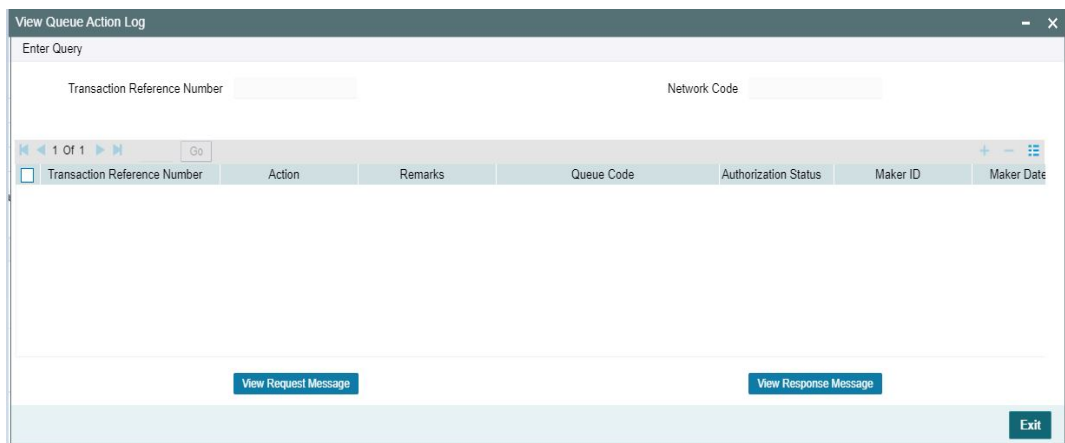 View Queue Action Log
Enter Query
Transaction Reference Number
Network Code
1 Of 1
Go
Transaction Reference Number Action Remarks Queue Code Authorization Status Maker ID Maker Date
View Request Message
View Response Message
Exit